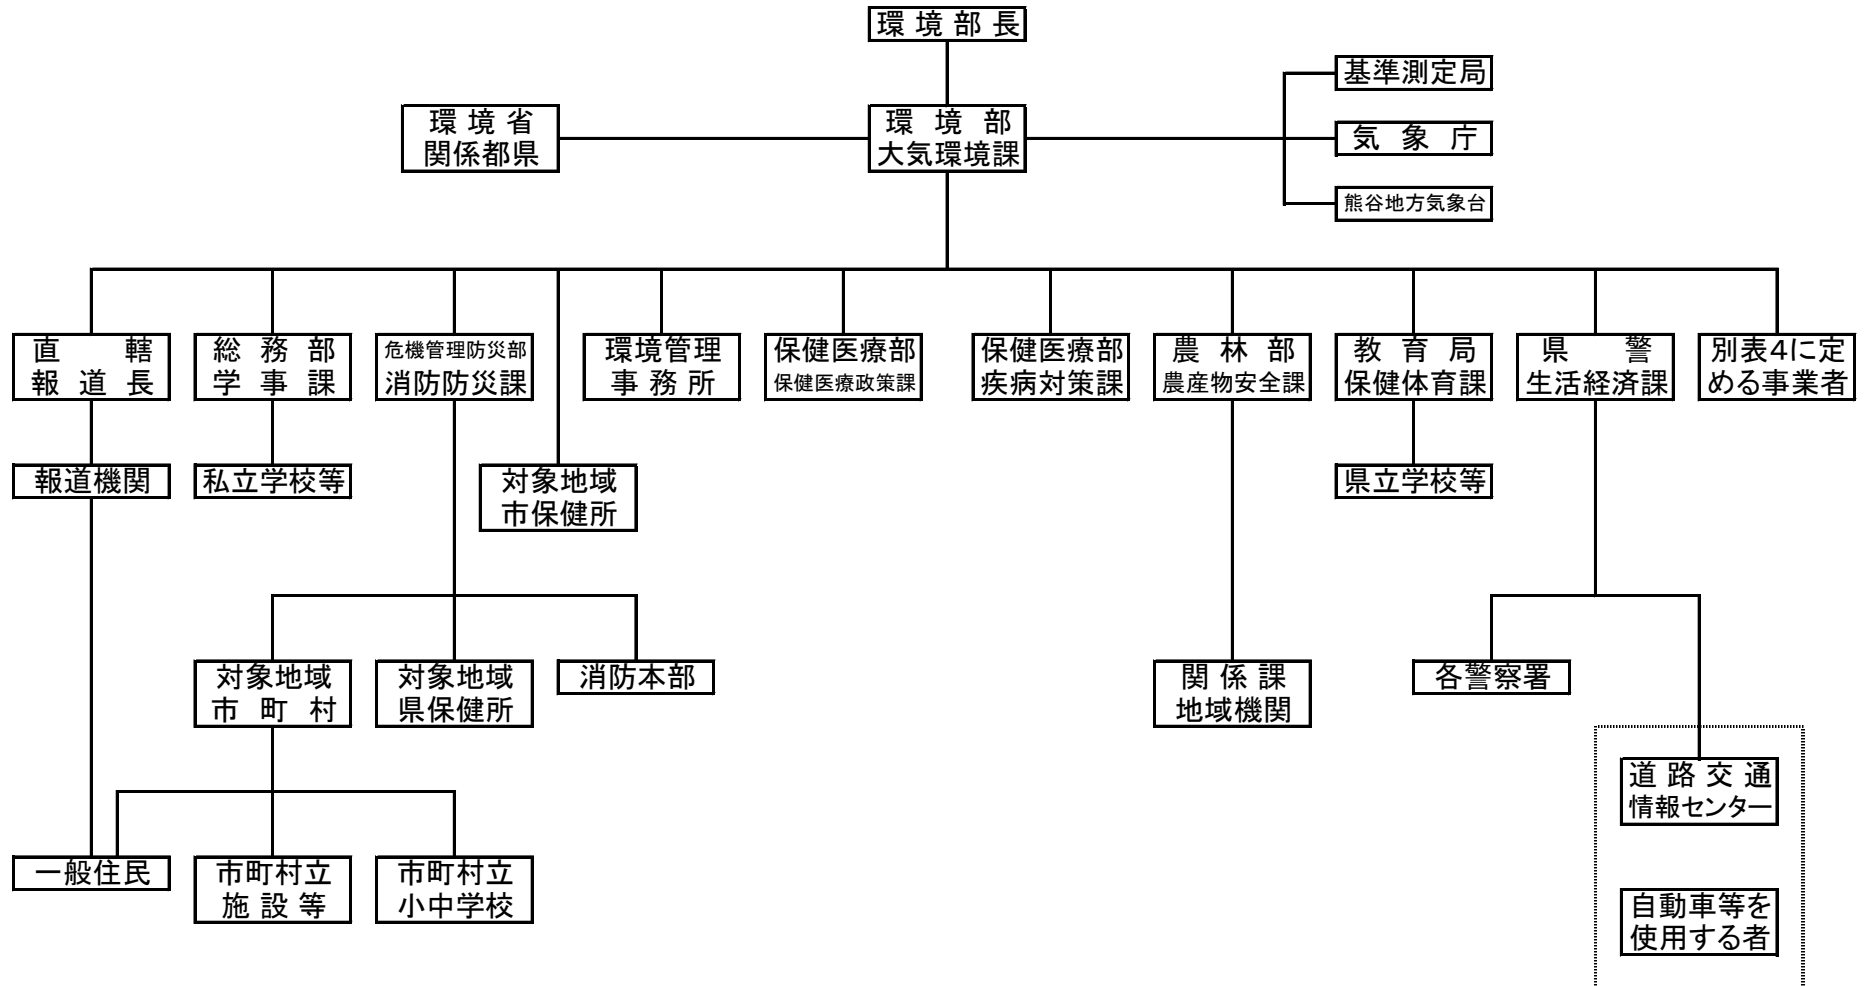 環境部長
基準測定局
環境省
関係都県
環境部
大気環境課
気象庁
熊谷地方気象台
直轄
報道長
総務部
学事課
危機管理防災部
消防防災課
環境管理
事務所
保健医療部
保健医療政策課
保健医療部
疾病対策課
農林部
農産物安全課
教育局
保健体育課
県警
生活経済課
別表4に定
める事業者
報道機関
私立学校等
対象地域
市保健所
県立学校等
対象地域
市町村
対象地域
県保健所
消防本部
関係課
地域機関
各警察署
道路交通
情報センター
一般住民
市町村立
施設等
市町村立
小中学校
自動車等を
使用する者